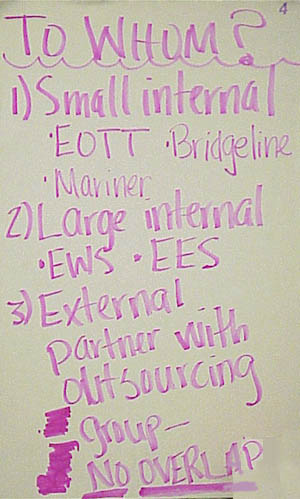 4
TO WHOM?
1) Small internal
·EOTT ·Bridgeline
·Mariner
2) Large internal
·EWS ·EES
3) External
partner with
outsourcing
group—
NO OVERLAP